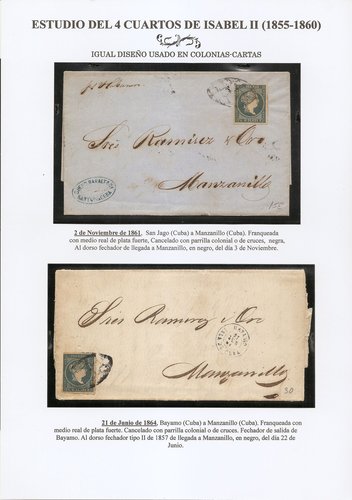 ESTUDIO DEL 4 CUARTOS DE ISABEL II (1855-1860)
IGUAL DISEÑO USADO EN COLONIAS-CARTAS
Sres Ramirez y Oro
Manzanillo
2 de Noviembre de 1861. San Jago (Cuba) a Manzanillo (Cuba). Franqueada
con medio real de plata fuerte, Cancelado con parrilla colonial o de cruces, negra,
Al dorso fechador de llegada a Manzanillo, en negro, del día 3 de Noviembre.
Sres Ramirez y Oro
BAYAMO
Manzanillo
30
21 de Junio de 1864, Bayamo (Cuba) a Manzanillo (Cuba). Franqueada con
medio real de plata fuerte. Cancelado con parrilla colonial o de cruces. Fechador de salida de
Bayamo. Al dorso fechador tipo II de 1857 de llegada a Manzanillo, en negro, del día 22 de
Junio.